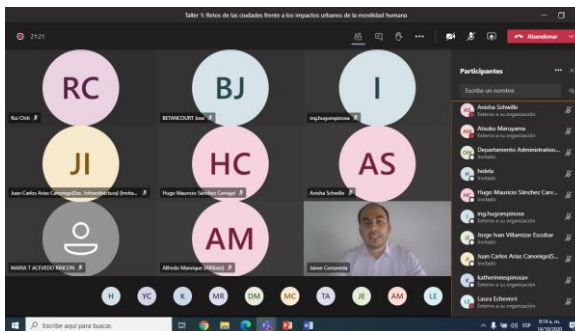 Taller 1: Retos de las ciudades frente a los impactos urbanos de la movilidad humana
21:21
Abandonar
Participantes
Escribe un nombre
RC
BJ
I
Rui Cleti
BETANCOURT Jose
ing.hugoespinosa
JI
HC
AS
Juan Carlos Arias Canonigo(Sec. Infraestructura) (Invita...
Hugo Mauricio Sánchez Carvajal
Anisha Schwille
AM
MARIA T ACEVEDO RINCON
Alfredo Manrique (Afiliado)
Jaime Castaneda
H
YC
K
MR
DM
MC
TA
JE
AM
LE
Anisha Schwille
Externo a su organización
Atsuko Maruyama
Externo a su organización
Departamento Administrativo...
Invitado
hidela
Invitado
Hugo Mauricio Sánchez Carv...
Invitado
ing.hugoespinosa
Externo a su organización
Jorge Ivan Villamizar Escobar
Invitado
Juan Carlos Arias Canonigo(S...
Invitado
katherineespinosav
Externo a su organización
Laura Echeverri
Externo a su organización
Escribe aquí para buscar.
ESP
9:14 a. m.
14/10/2020